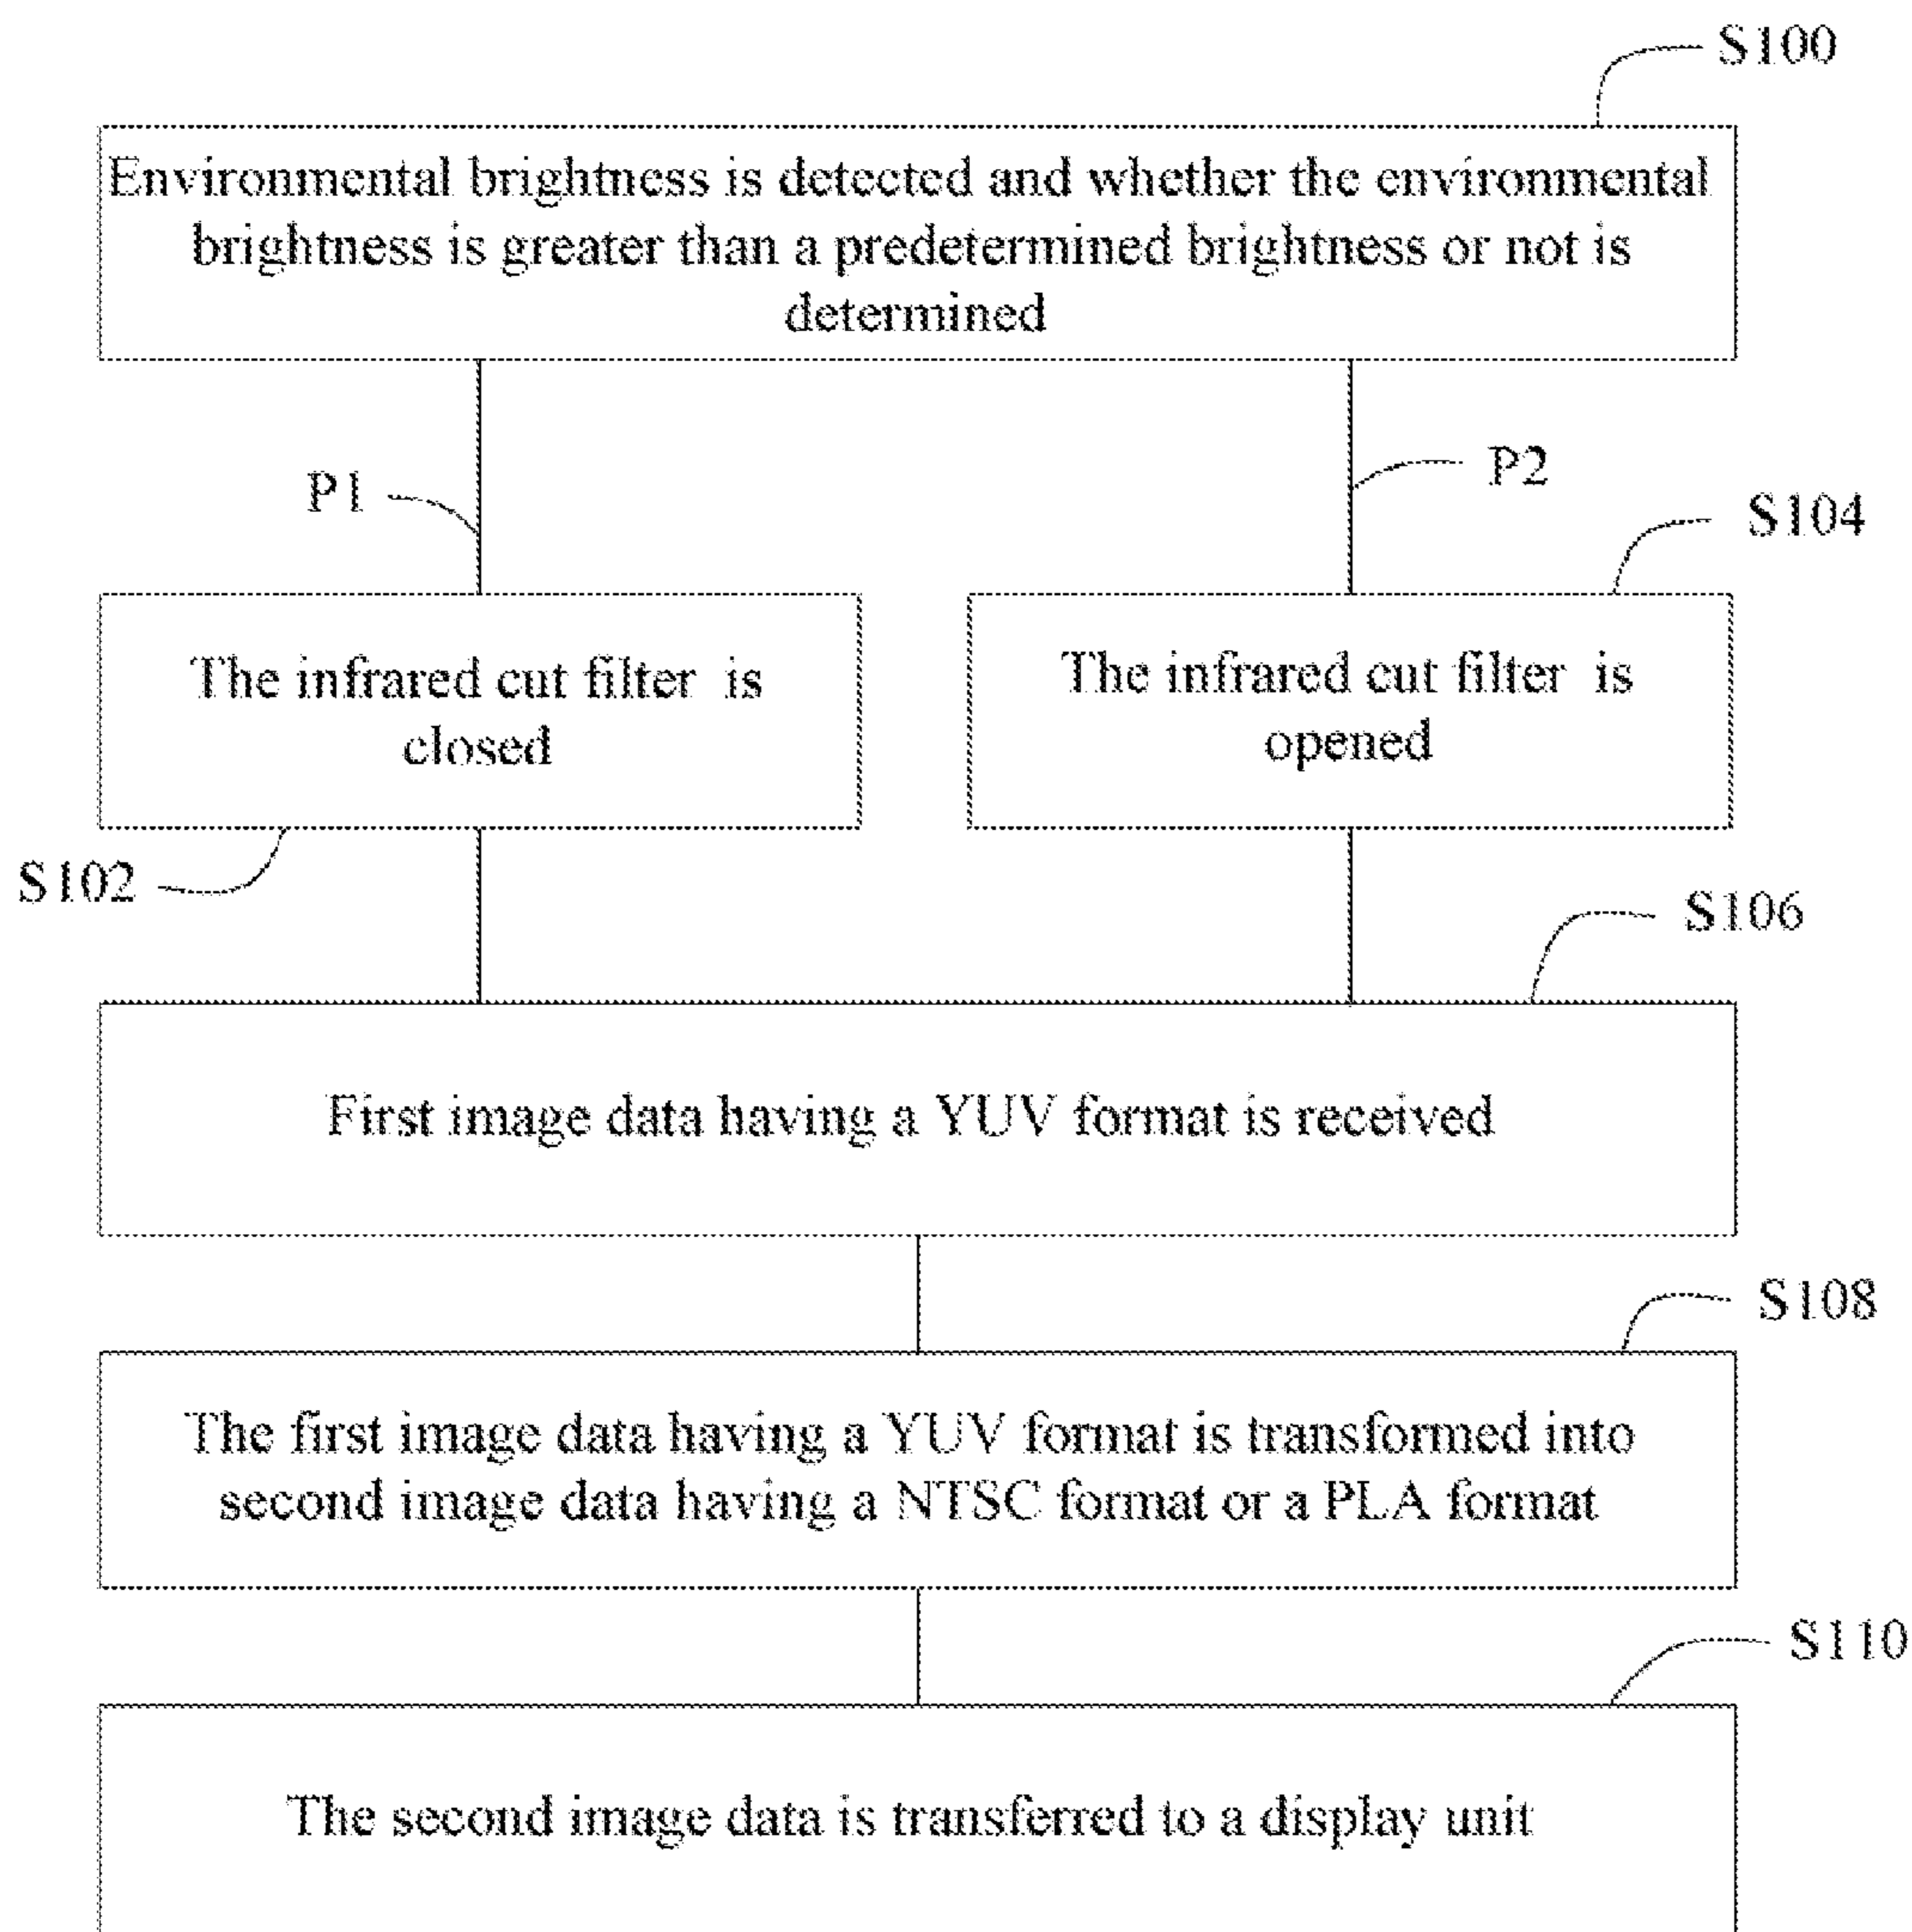 S100
Environmental brightness is detected and whether the environmental
brightness is greater than a predetermined brightness or not is
determined
P1
P2
S104
The infrared cut filter is
closed
The infrared cut filter is
opened
S102
S106
First image data having a YUV format is received
S108
The first image data having a YUV format is transformed into
second image data having a NTSC format or a PLA format
S110
The second image data is transferred to a display unit